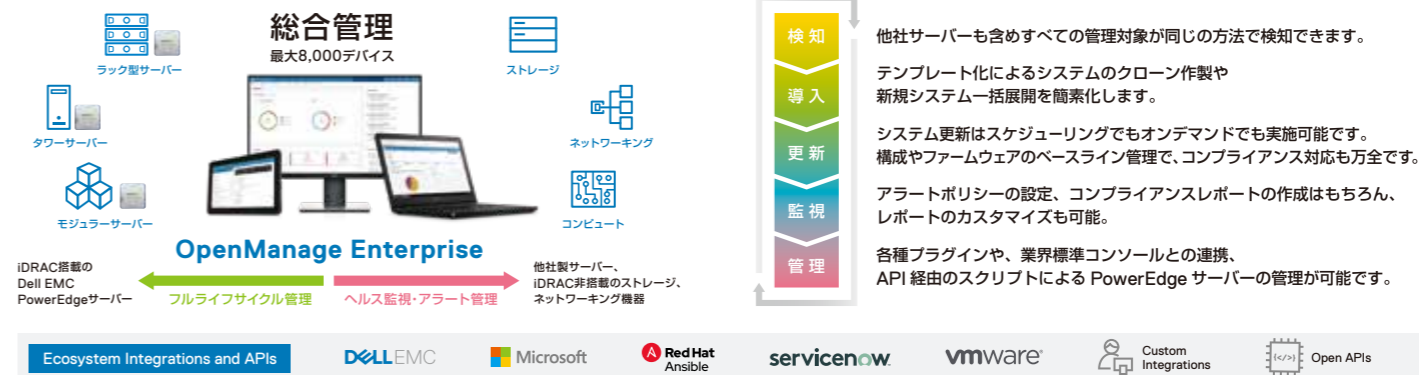 総合管理
最大8,000デバイス
ラック型サーバー
タワーサーバー
モジュラーサーバー
ストレージ
ネットワーキング
コンピュート
OpenManage Enterprise
iDRAC搭載の
Dell EMC
PowerEdgeサーバー
フルライフサイクル管理
ヘルス監視・アラート管理
他社製サーバー、
iDRAC非搭載のストレージ、
ネットワーキング機器
検知
他社サーバーも含めすべての管理対象が同じの方法で検知できます。
導入
テンプレート化によるシステムのクローン作製や
新規システム一括展開を簡素化します。
更新
システム更新はスケジューリングでもオンデマンドでも実施可能です。
構成やファームウェアのベースライン管理で、コンプライアンス対応も万全です。
監視
アラートポリシーの設定、コンプライアンスレポートの作成はもちろん、
レポートのカスタマイズも可能。
管理
各種プラグインや、業界標準コンソールとの連携、
API 経由のスクリプトによる PowerEdge サーバーの管理が可能です。
Ecosystem Integrations and APIs
DELLEMC
Microsoft
A Red Hat
Ansible
servicenow
vmware
Custom
Integrations
</> Open APIs